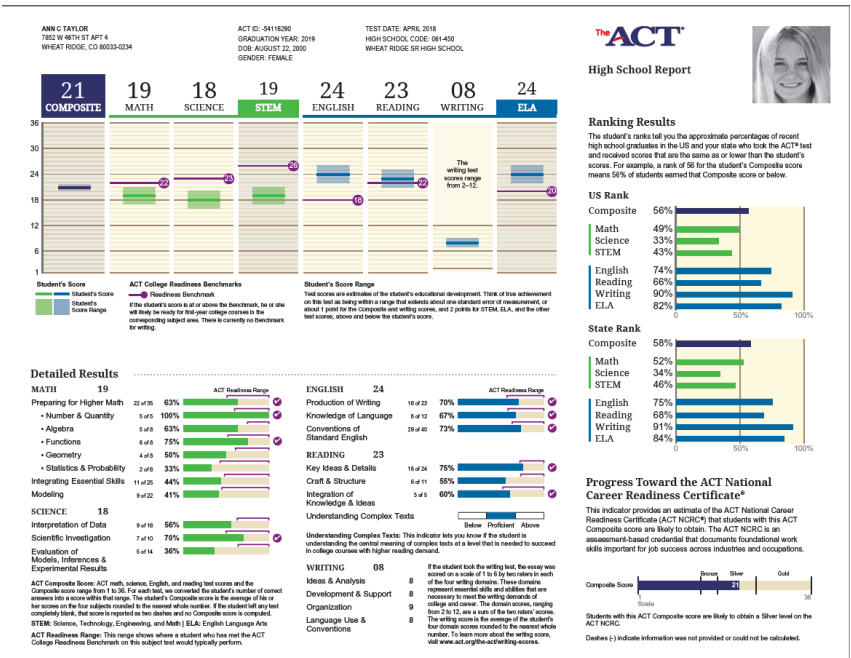 ANN C TAYLOR
7852 W 46TH ST APT 4
WHEAT RIDGE, CO 80033-0234
ACT ID: -54116290
GRADUATION YEAR: 2019
DOB: AUGUST 22, 2000
GENDER: FEMALE
TEST DATE: APRIL 2018
HIGH SCHOOL CODE: 061-450
WHEAT RIDGE SR HIGH SCHOOL
The ACT®
High School Report
21 19 18 19 24 23 08 24
COMPOSITE MATH SCIENCE STEM ENGLISH READING WRITING ELA
36
30
24
18
12
6
1
22
23
26
18
22
20
The
writing test
scores range
from 2–12.
Student's Score
Student's Score
Student's
Score Range
ACT College Readiness Benchmarks
Readiness Benchmark
If the student's score is at or above the Benchmark, he or she
will likely be ready for first-year college courses in the
corresponding subject area. There is currently no Benchmark
for writing.
Student's Score Range
Test scores are estimates of the student's educational development. Think of true achievement
on this test as being within a range that extends about one standard error of measurement, or
about 1 point for the Composite and writing scores, and 2 points for STEM, ELA, and the other
test scores, above and below the student's score.
Ranking Results
The student's ranks tell you the approximate percentages of recent
high school graduates in the US and your state who took the ACT® test
and received scores that are the same as or lower than the student's
scores. For example, a rank of 56 for the student's Composite score
means 56% of students earned that Composite score or below.
US Rank
Composite 56%
Math 49%
Science 33%
STEM 43%
English 74%
Reading 66%
Writing 90%
ELA 82%
0 50% 100%
State Rank
Composite 58%
Math 52%
Science 34%
STEM 46%
English 75%
Reading 68%
Writing 91%
ELA 84%
0 50% 100%
Detailed Results
MATH 19
ACT Readiness Range
Preparing for Higher Math 22 of 35 63%
• Number & Quantity 5 of 5 100%
• Algebra 5 of 8 63%
• Functions 6 of 8 75%
• Geometry 4 of 8 50%
• Statistics & Probability 2 of 6 33%
Integrating Essential Skills 11 of 25 44%
Modeling 9 of 22 41%
SCIENCE 18
Interpretation of Data 9 of 16 56%
Scientific Investigation 7 of 10 70%
Evaluation of 5 of 14 36%
Models, Inferences &
Experimental Results
ACT Composite Score: ACT math, science, English, and reading test scores and the
Composite score range from 1 to 36. For each test, we converted the student's number of correct
answers into a score within that range. The student's Composite score is the average of his or
her scores on the four subjects rounded to the nearest whole number. If the student left any test
completely blank, that score is reported as two dashes and no Composite score is computed.
STEM: Science, Technology, Engineering, and Math | ELA: English Language Arts
ACT Readiness Range: This range shows where a student who has met the ACT
College Readiness Benchmark on this subject test would typically perform.
ENGLISH 24
ACT Readiness Range
Production of Writing 16 of 23 70%
Knowledge of Language 8 of 12 67%
Conventions of 29 of 40 73%
Standard English
READING 23
Key Ideas & Details 18 of 24 75%
Craft & Structure 6 of 11 55%
Integration of 3 of 5 60%
Knowledge & Ideas
Understanding Complex Texts
Below Proficient Above
Understanding Complex Texts: This indicator lets you know if the student is
understanding the central meaning of complex texts at a level that is needed to succeed
in college courses with higher reading demand.
WRITING 08
Ideas & Analysis 8
Development & Support 8
Organization 9
Language Use & 8
Conventions
If the student took the writing test, the essay was
scored on a scale of 1 to 6 by two raters in each
of the four writing domains. These domains
represent essential skills and abilities that are
necessary to meet the writing demands of
college and career. The domain scores, ranging
from 2 to 12, are a sum of the two raters' scores.
The writing score is the average of the student's
four domain scores rounded to the nearest whole
number. To learn more about the writing score,
visit www.act.org/the-act/writing-scores.
Progress Toward the ACT National
Career Readiness Certificate®
This indicator provides an estimate of the ACT National Career
Readiness Certificate (ACT NCRC®) that students with this ACT
Composite score are likely to obtain. The ACT NCRC is an
assessment-based credential that documents foundational work
skills important for job success across industries and occupations.
Bronze Silver Gold
Composite Score 21
1 36
Scale
Students with this ACT Composite score are likely to obtain a Silver level on the
ACT NCRC.
Dashes (-) indicate information was not provided or could not be calculated.